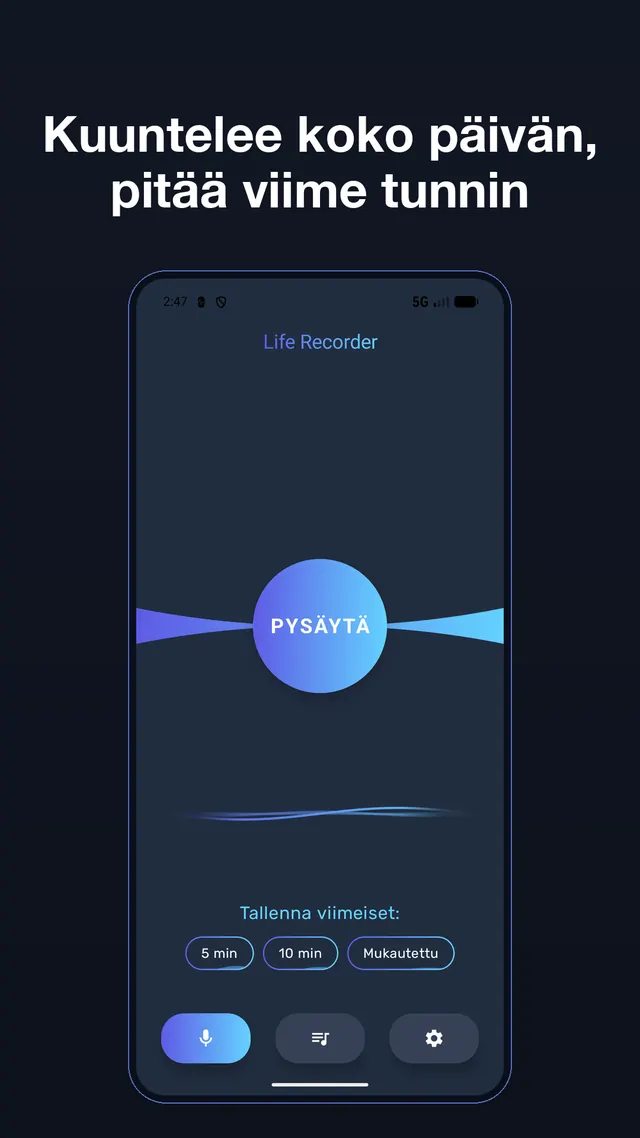 Kuuntelee koko päivän,
pitää viime tunnin
2:47
5G
Life Recorder
PYSÄYTÄ
Tallenna viimeiset:
5 min
10 min
Mukautettu